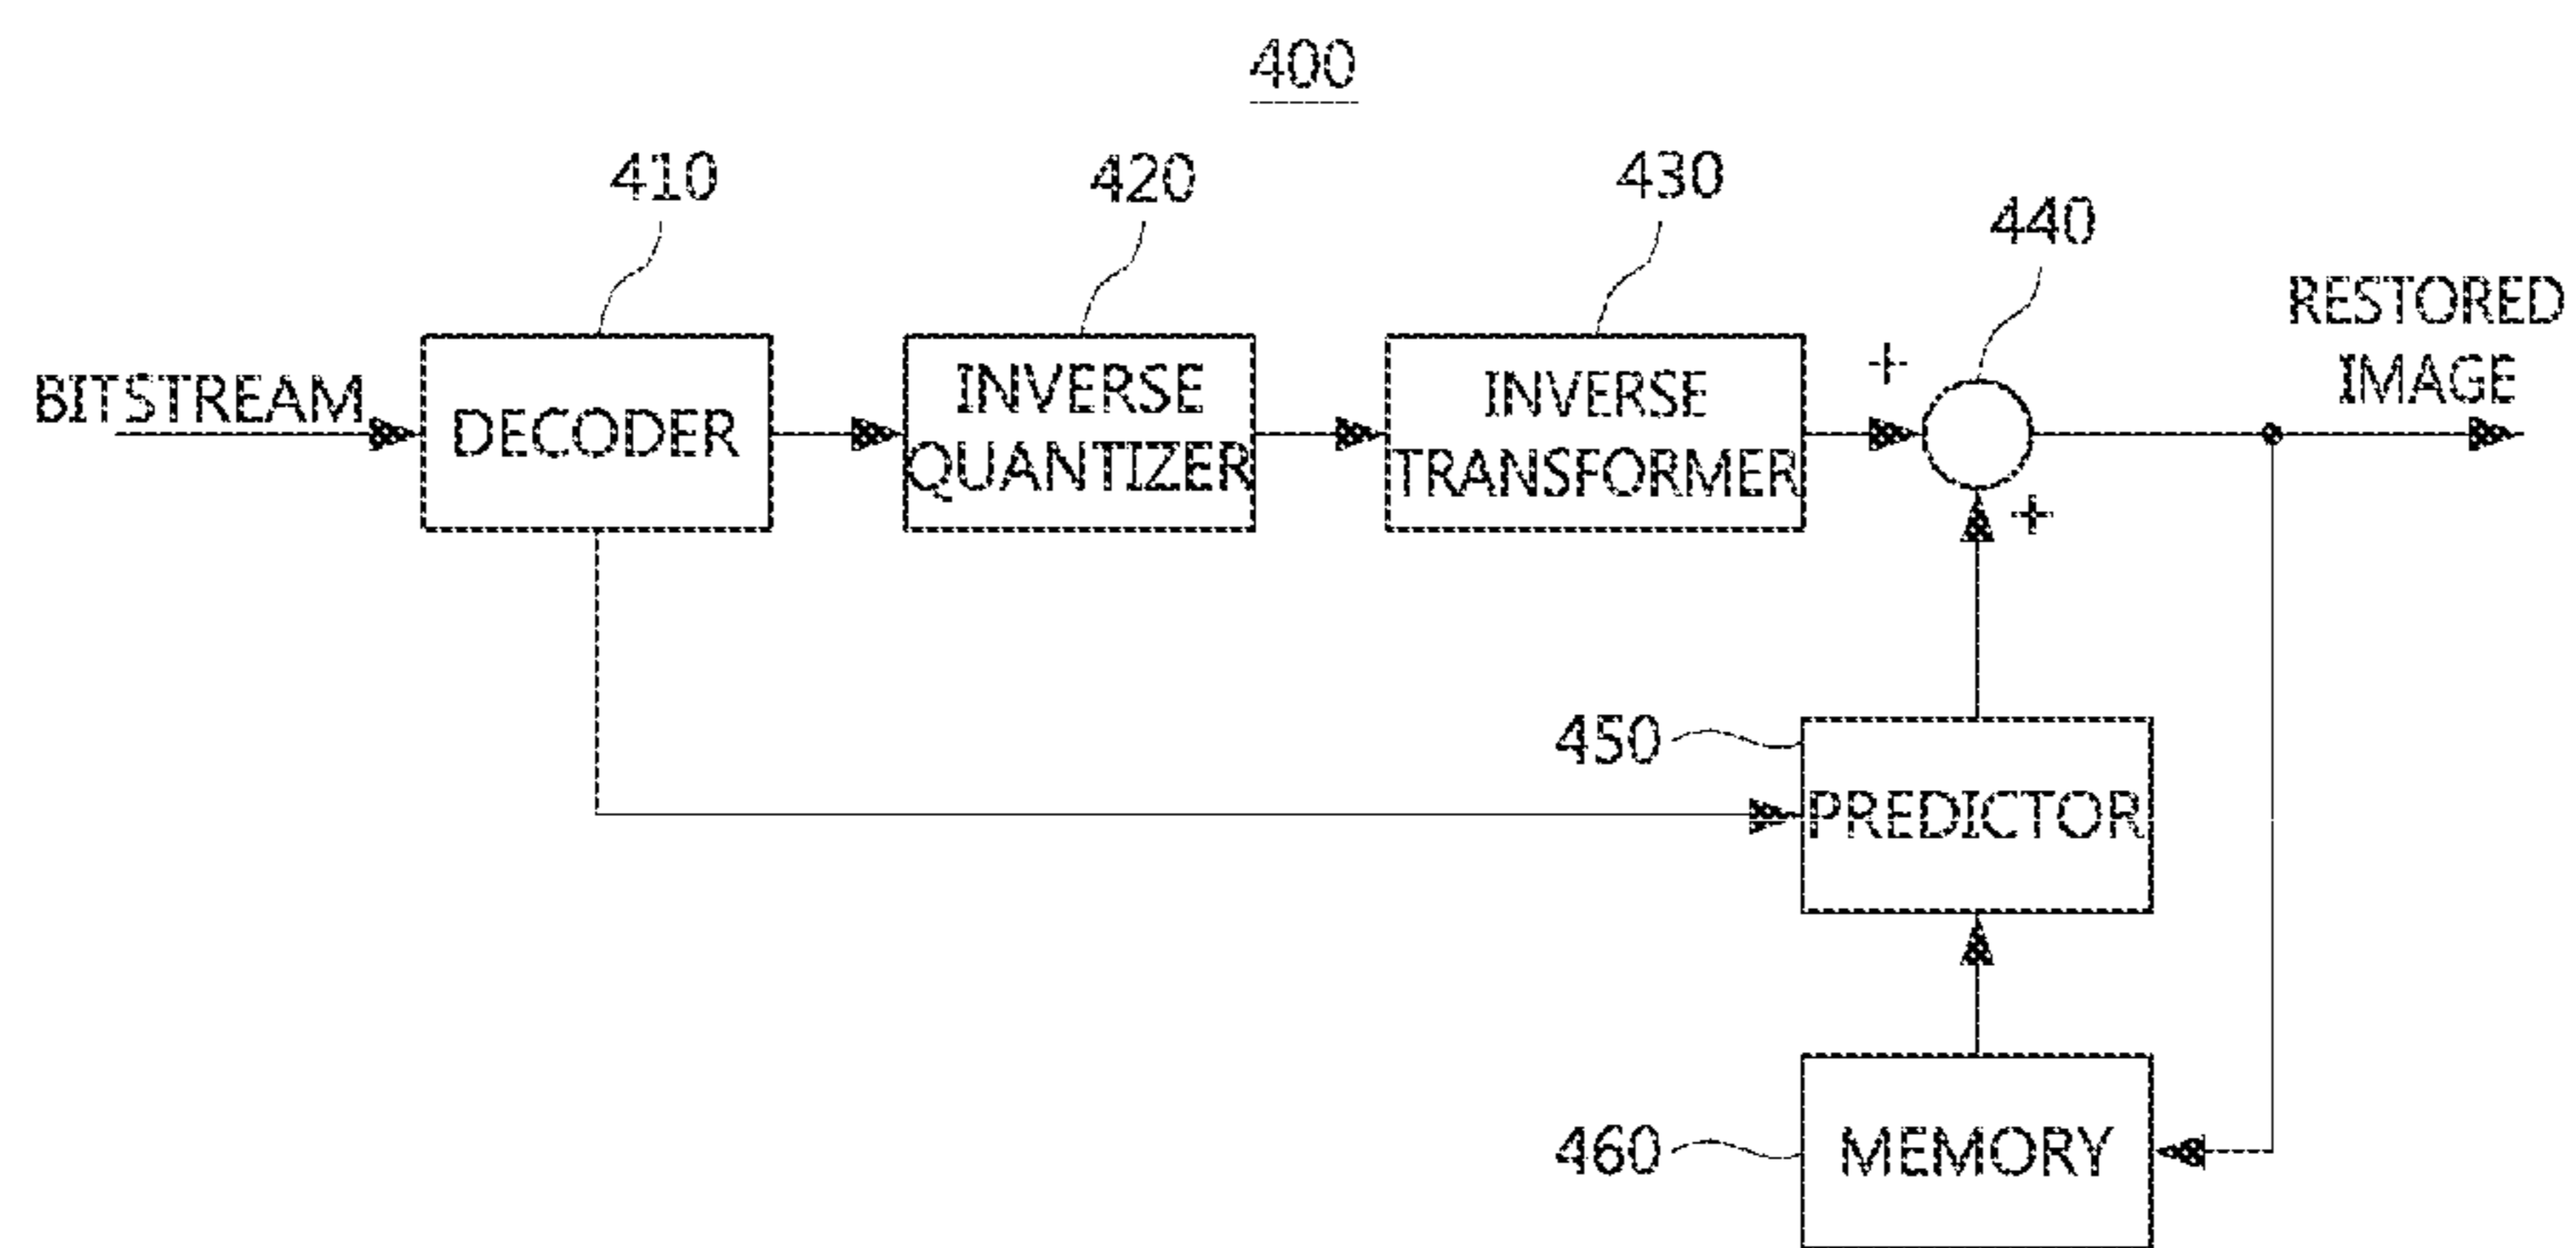 400
410
420
430
440
BITSTREAM
DECODER
INVERSE
QUANTIZER
INVERSE
TRANSFORMER
+
RESTORED
IMAGE
+
450
PREDICTOR
460
MEMORY